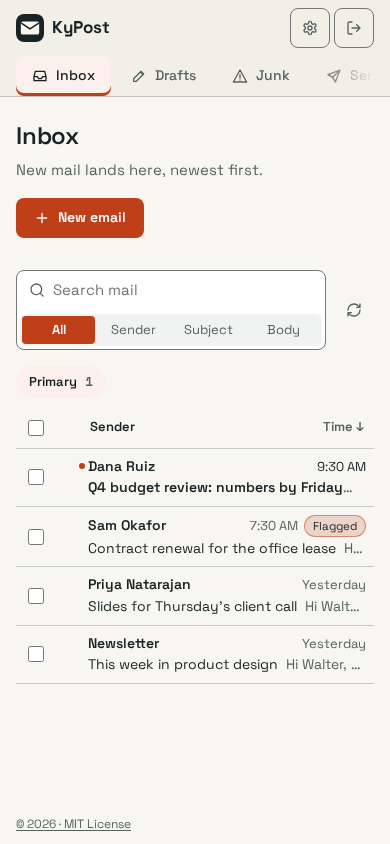 KyPost
Inbox Drafts Junk
Inbox
New mail lands here, newest first.
+ New email
Search mail
All Sender Subject Body
Primary 1
Sender Time ↓
Dana Ruiz 9:30 AM
Q4 budget review: numbers by Friday...
Sam Okafor 7:30 AM Flagged
Contract renewal for the office lease H...
Priya Natarajan Yesterday
Slides for Thursday's client call Hi Walt...
Newsletter Yesterday
This week in product design Hi Walter, ...
© 2026 · MIT License